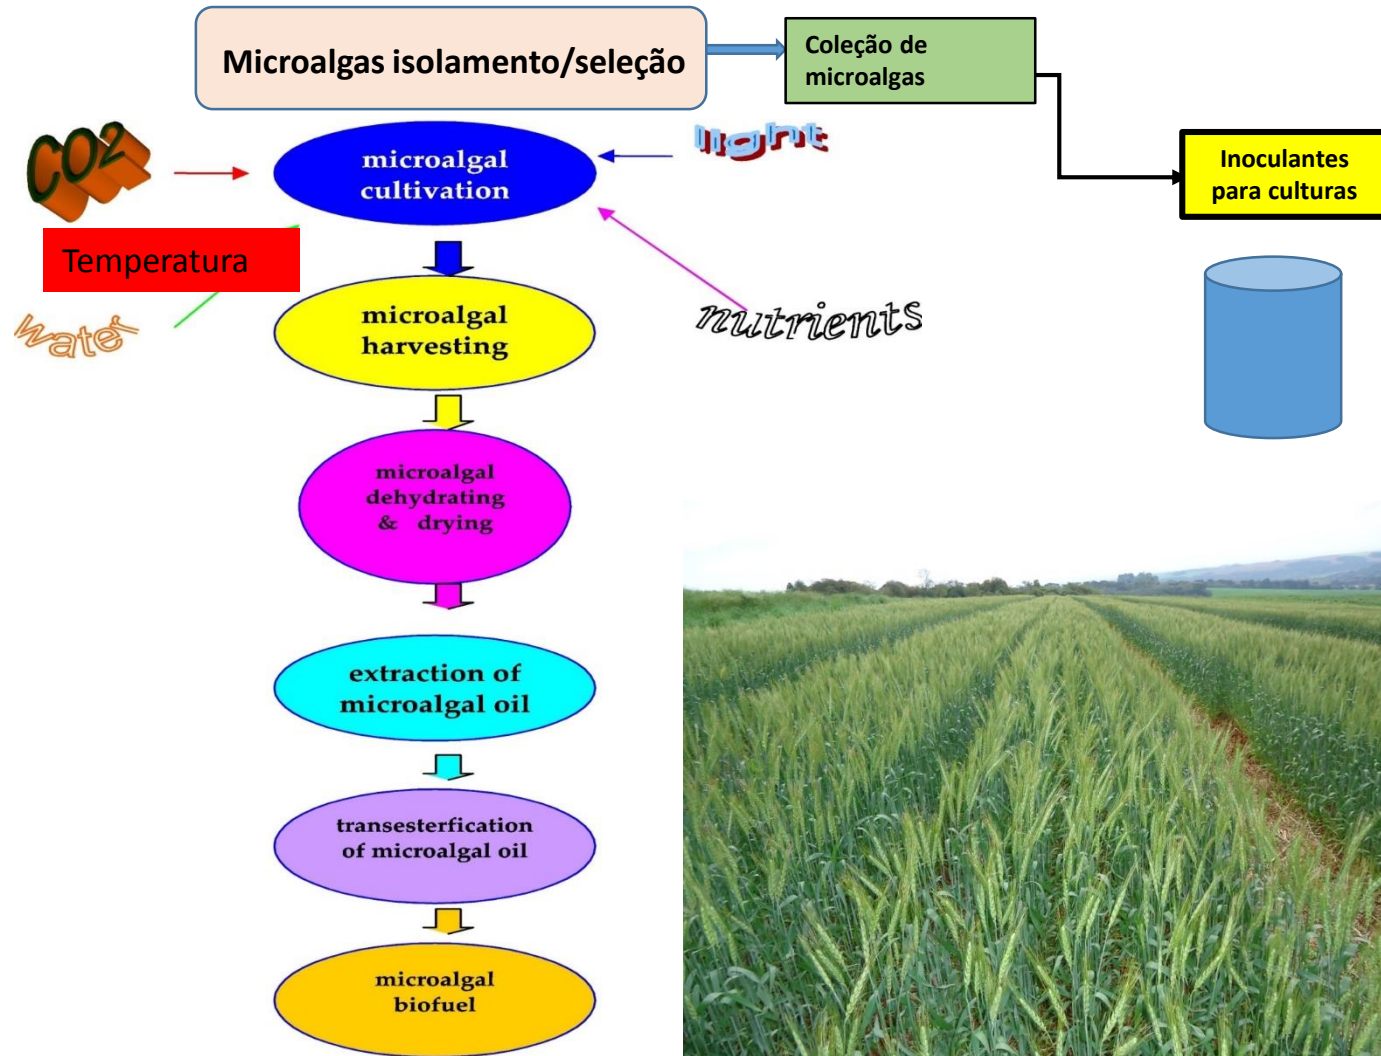 Microalgas isolamento/seleção
Coleção de
microalgas
Inoculantes
para culturas
CO2
light
microalgal
cultivation
Temperatura
water
nutrients
microalgal
harvesting
microalgal
dehydrating
& drying
extraction of
microalgal oil
transesterfication
of microalgal oil
microalgal
biofuel